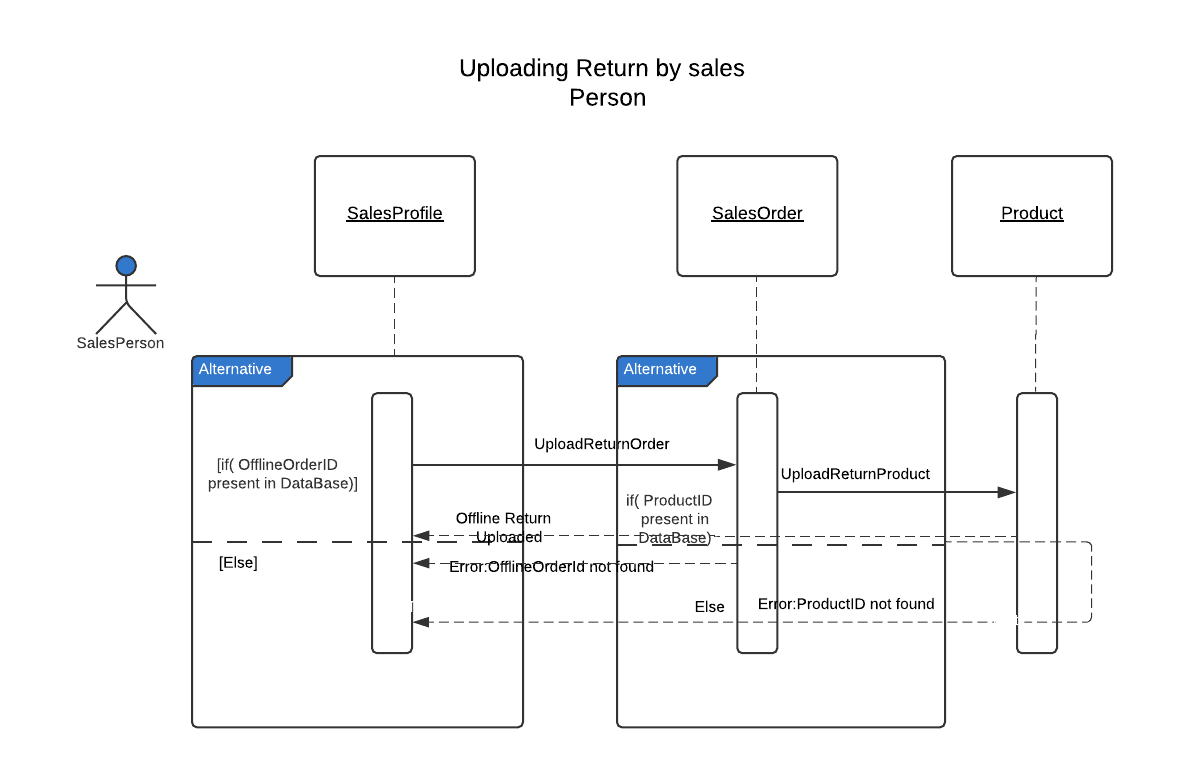 Uploading Return by sales
Person
SalesProfile
SalesOrder
Product
SalesPerson
Alternative
Alternative
UploadReturnOrder
[if( OfflineOrderID
present in DataBase)]
UploadReturnProduct
if( ProductID
present in
DataBase)
Offline Return
Uploaded
[Else]
Error:OfflineOrderId not found
Else
Error:ProductID not found